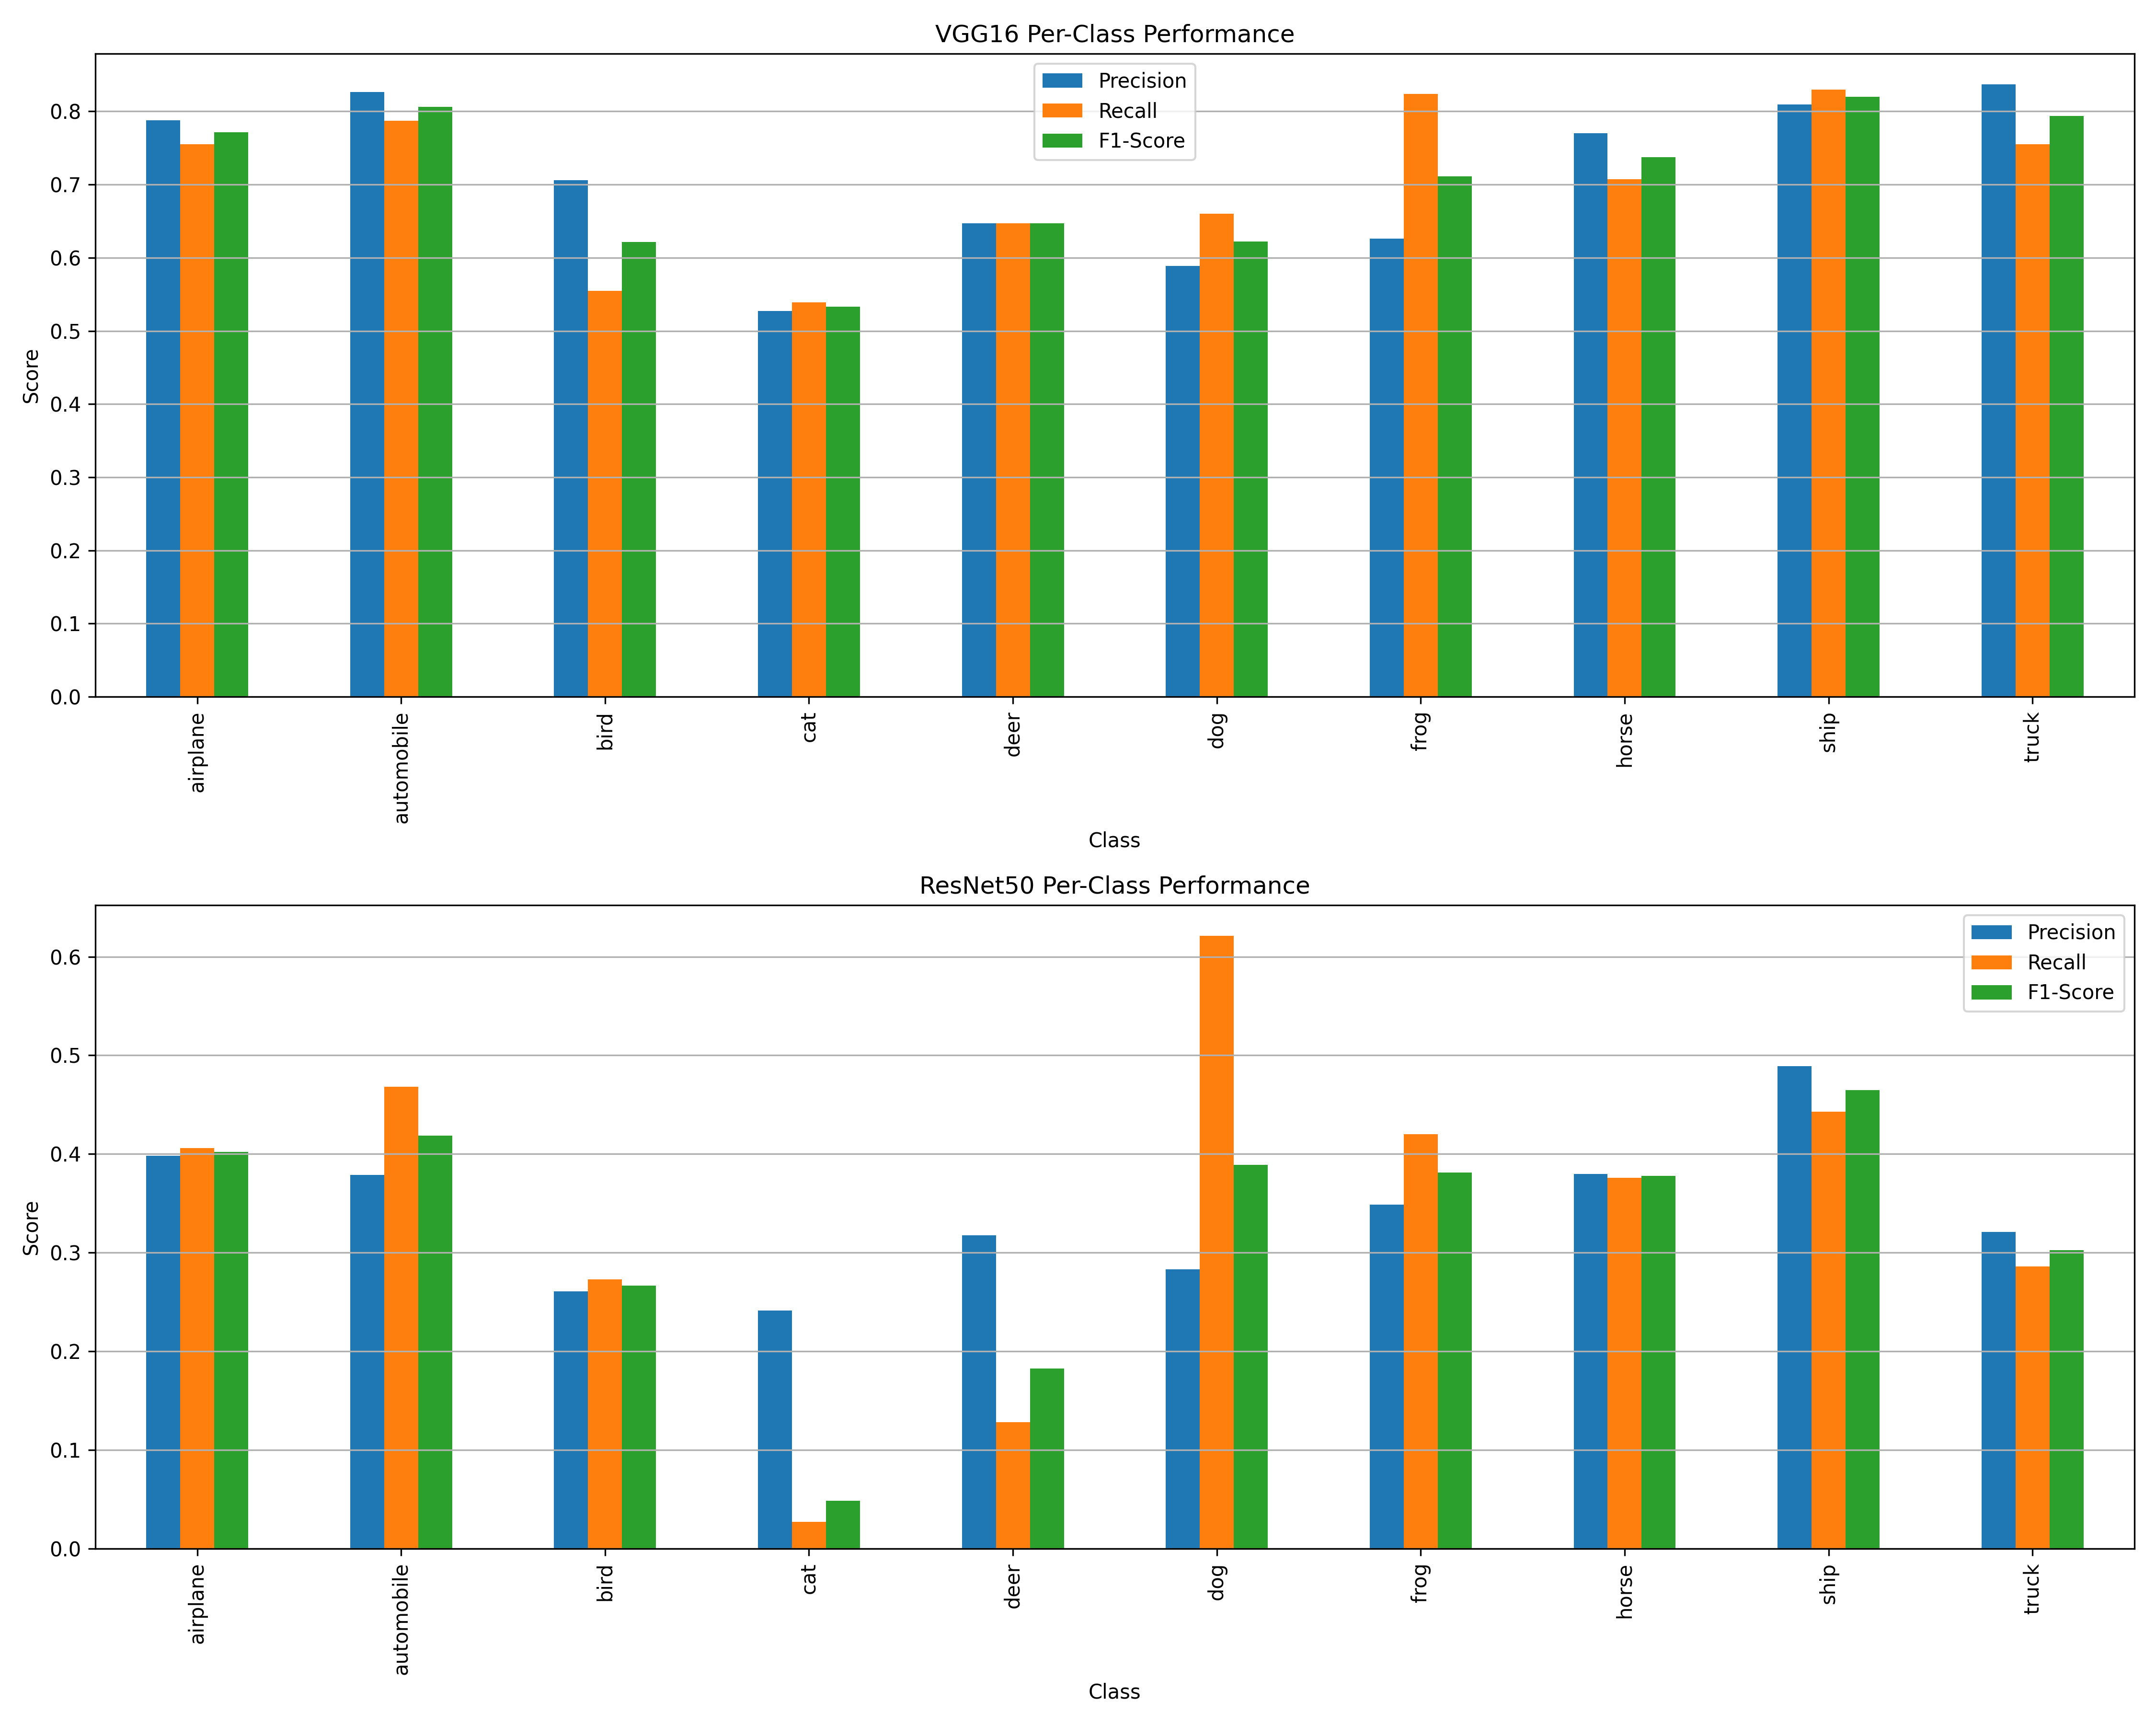 VGG16 Per-Class Performance
Precision
Recall
F1-Score
0.8
0.7
0.6
0.5
0.4
0.3
0.2
0.1
0.0
Score
airplane
automobile
bird
cat
deer
dog
frog
horse
ship
truck
Class
ResNet50 Per-Class Performance
Precision
Recall
F1-Score
0.6
0.5
0.4
0.3
0.2
0.1
0.0
Score
airplane
automobile
bird
cat
deer
dog
frog
horse
ship
truck
Class